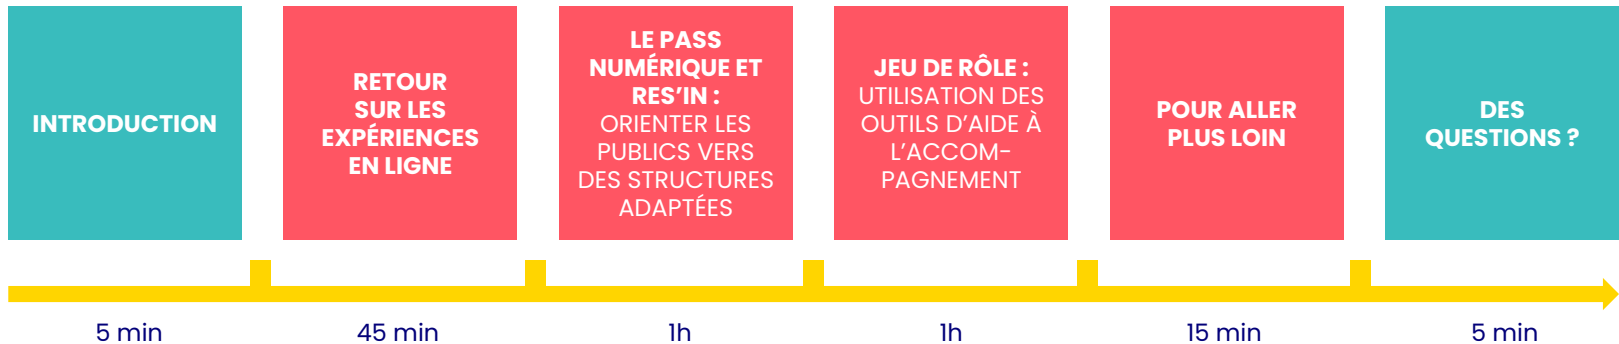 INTRODUCTION
RETOUR
SUR LES
EXPÉRIENCES
EN LIGNE
LE PASS
NUMÉRIQUE ET
RES’IN :
ORIENTER LES
PUBLICS VERS
DES STRUCTURES
ADAPTÉES
JEU DE RÔLE :
UTILISATION DES
OUTILS D’AIDE À
L’ACCOM-
PAGNEMENT
POUR ALLER
PLUS LOIN
DES
QUESTIONS ?
5 min
45 min
1h
1h
15 min
5 min